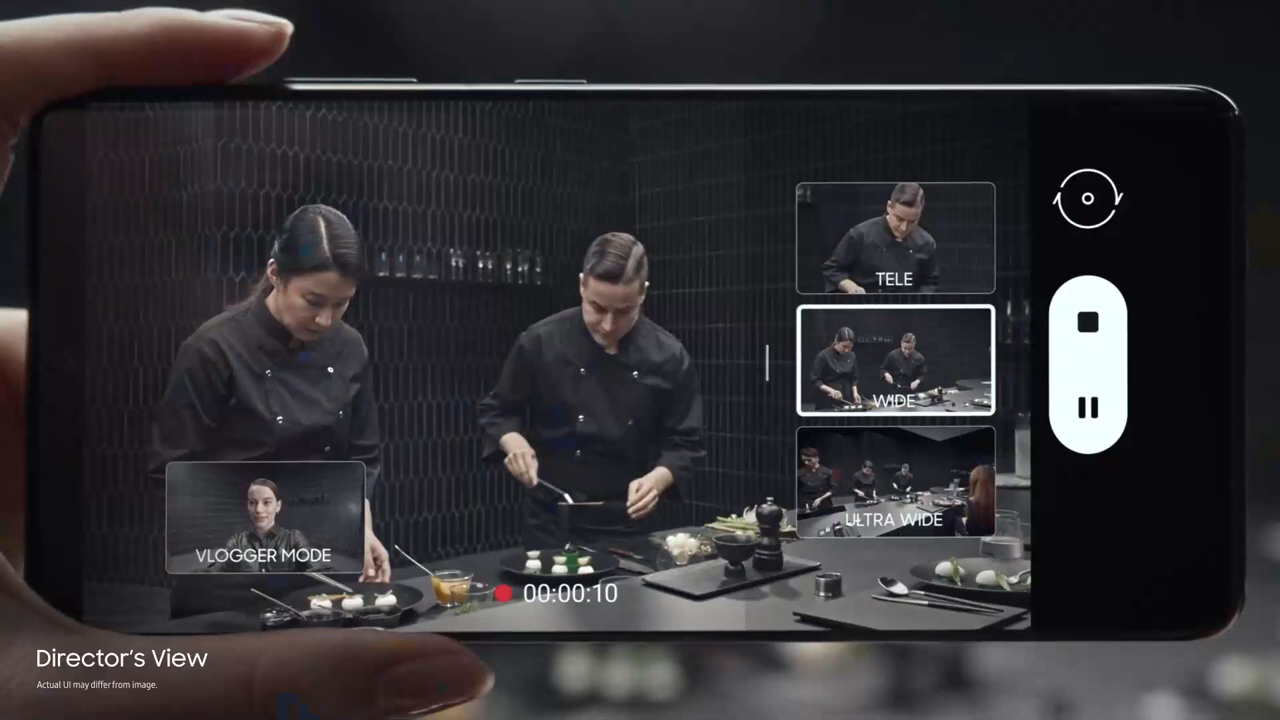 TELE
WIDE
ULTRA WIDE
VLOGGER MODE
00:00:10
Director's View
Actual UI may differ from image.